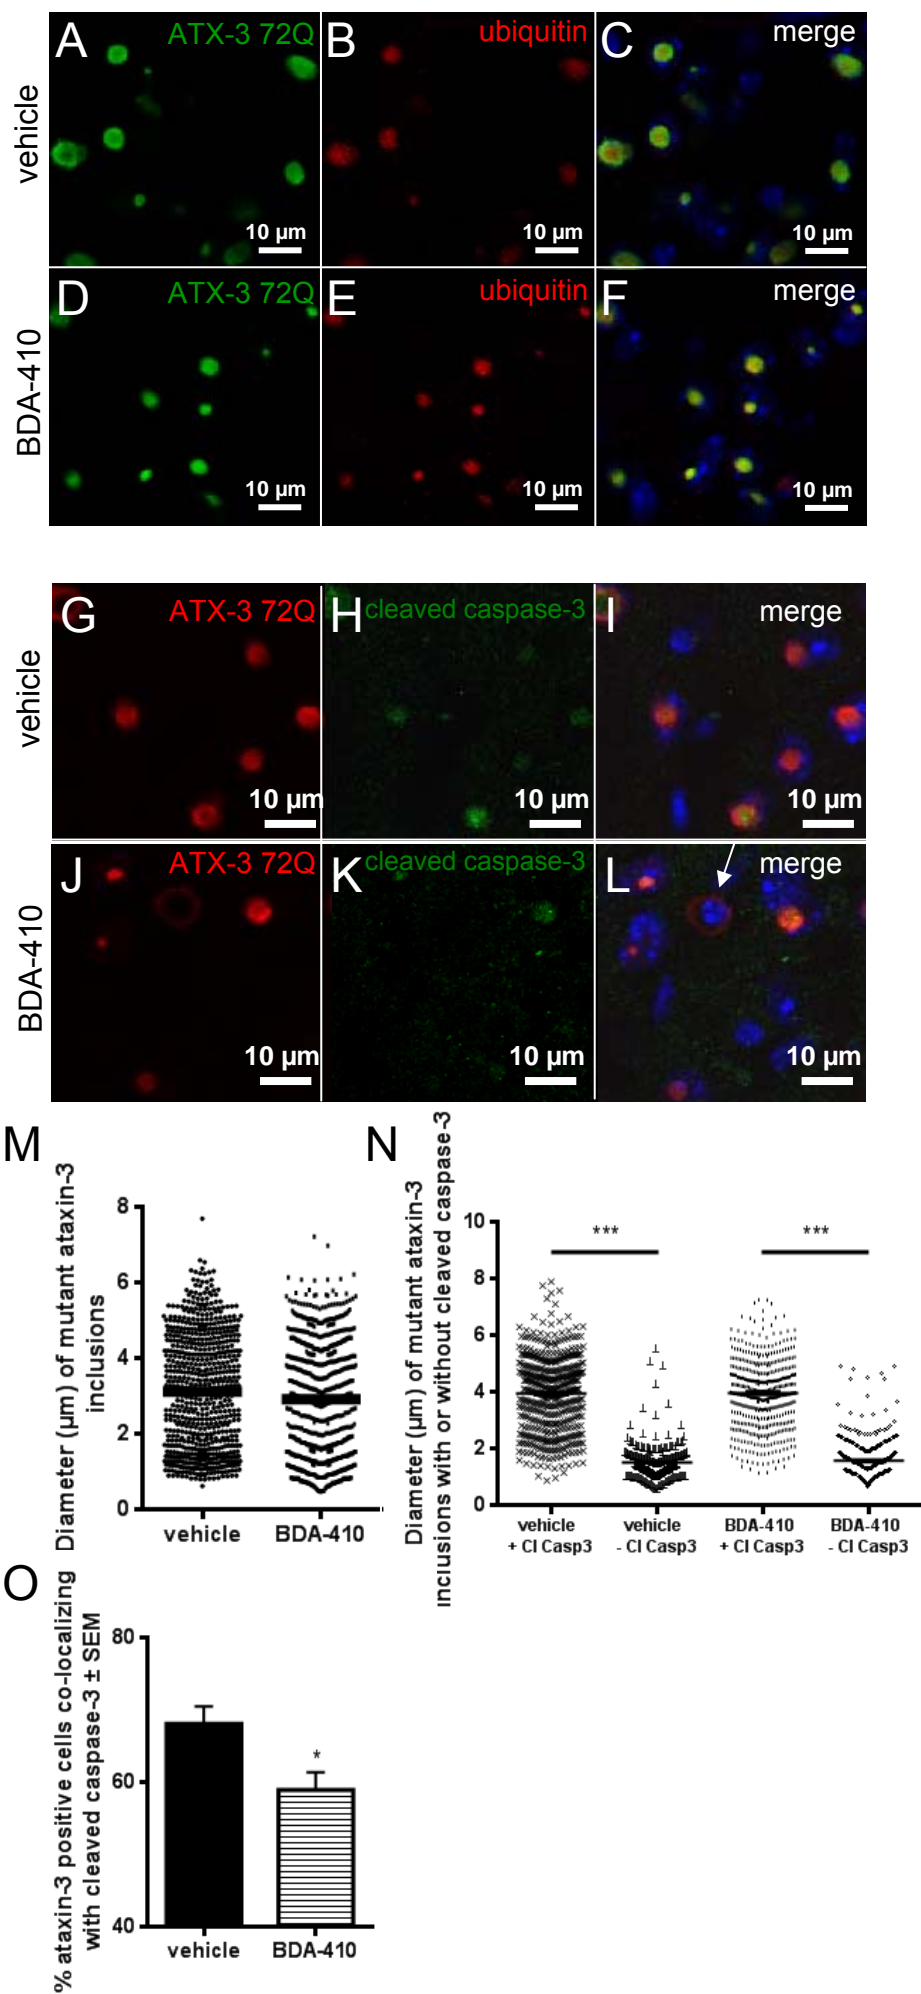 A ATX-3 72Q B ubiquitin C merge
vehicle
10 µm 10 µm 10 µm
D ATX-3 72Q E ubiquitin F merge
BDA-410
10 µm 10 µm 10 µm
G ATX-3 72Q H cleaved caspase-3 I merge
vehicle
10 µm 10 µm 10 µm
J ATX-3 72Q K cleaved caspase-3 L merge
BDA-410
10 µm 10 µm 10 µm
M
Diameter (µm) of mutant ataxin-3
inclusions
8
6
4
2
0
vehicle BDA-410
N
Diameter (µm) of mutant ataxin-3
inclusions with or without cleaved caspase-3
10
8
6
4
2
0
*** ***
vehicle vehicle BDA-410 BDA-410
+ Cl Casp3 - Cl Casp3 + Cl Casp3 - Cl Casp3
O
% ataxin-3 positive cells co-localizing
with cleaved caspase-3 ± SEM
80
60
40
*
vehicle BDA-410